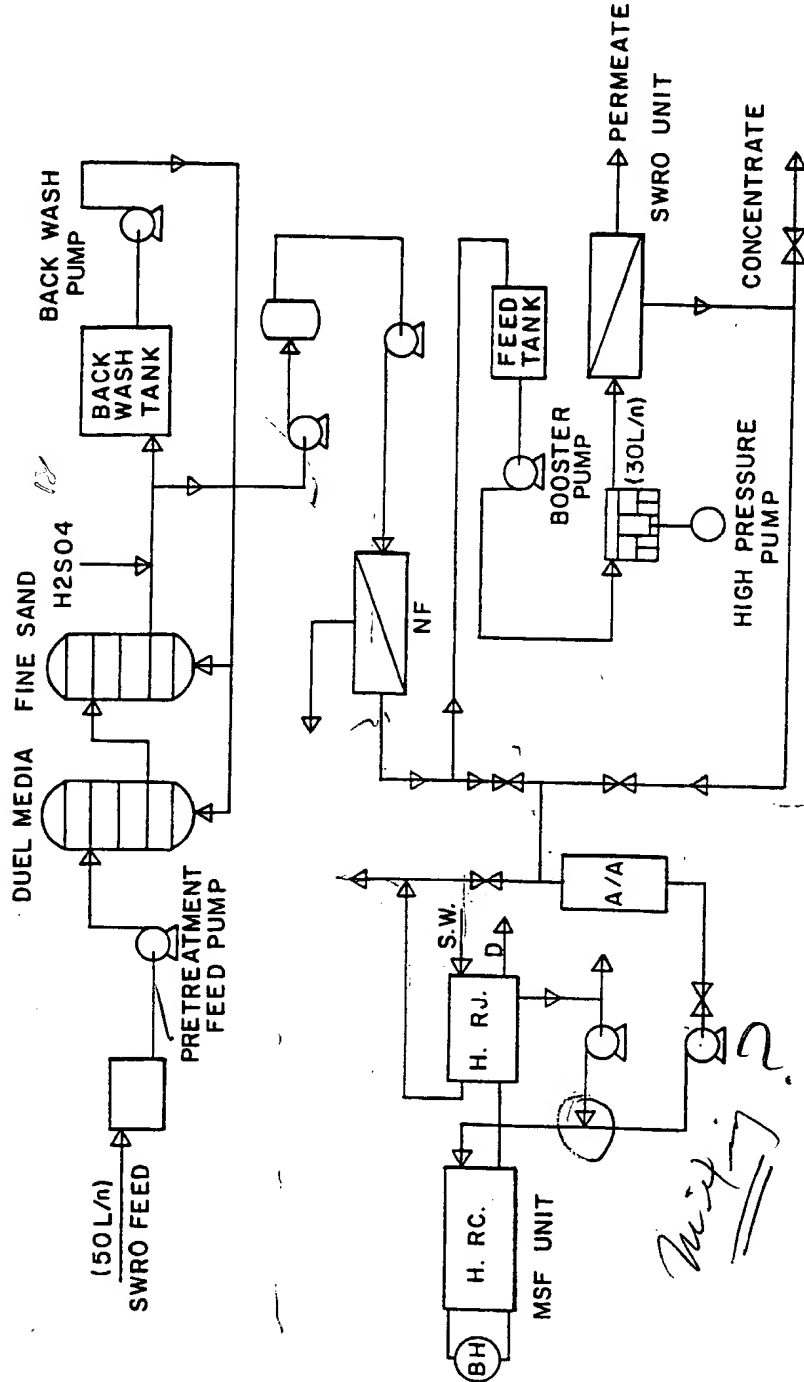 DUEL MEDIA
FINE SAND
H2SO4
BACK WASH
PUMP
BACK
WASH
TANK
(50L/n)
SWRO FEED
PRETREATMENT
FEED PUMP
NF
FEED
TANK
BOOSTER
PUMP
(30L/n)
HIGH PRESSURE
PUMP
PERMEATE
SWRO UNIT
CONCENTRATE
S.W.
D
H. RJ.
A/A
H. RC.
BH
MSF UNIT
Mixing ?